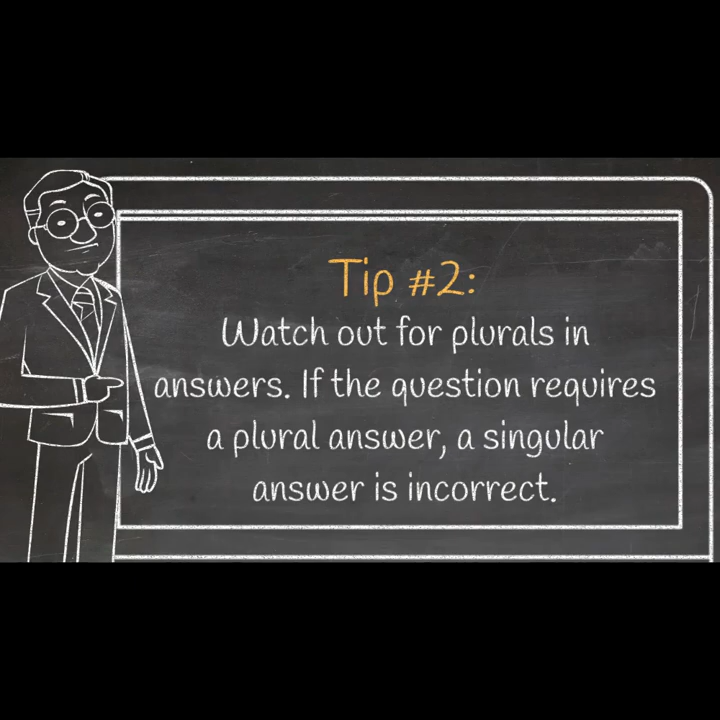 Tip #2:
Watch out for plurals in
answers. If the question requires
a plural answer, a singular
answer is incorrect.